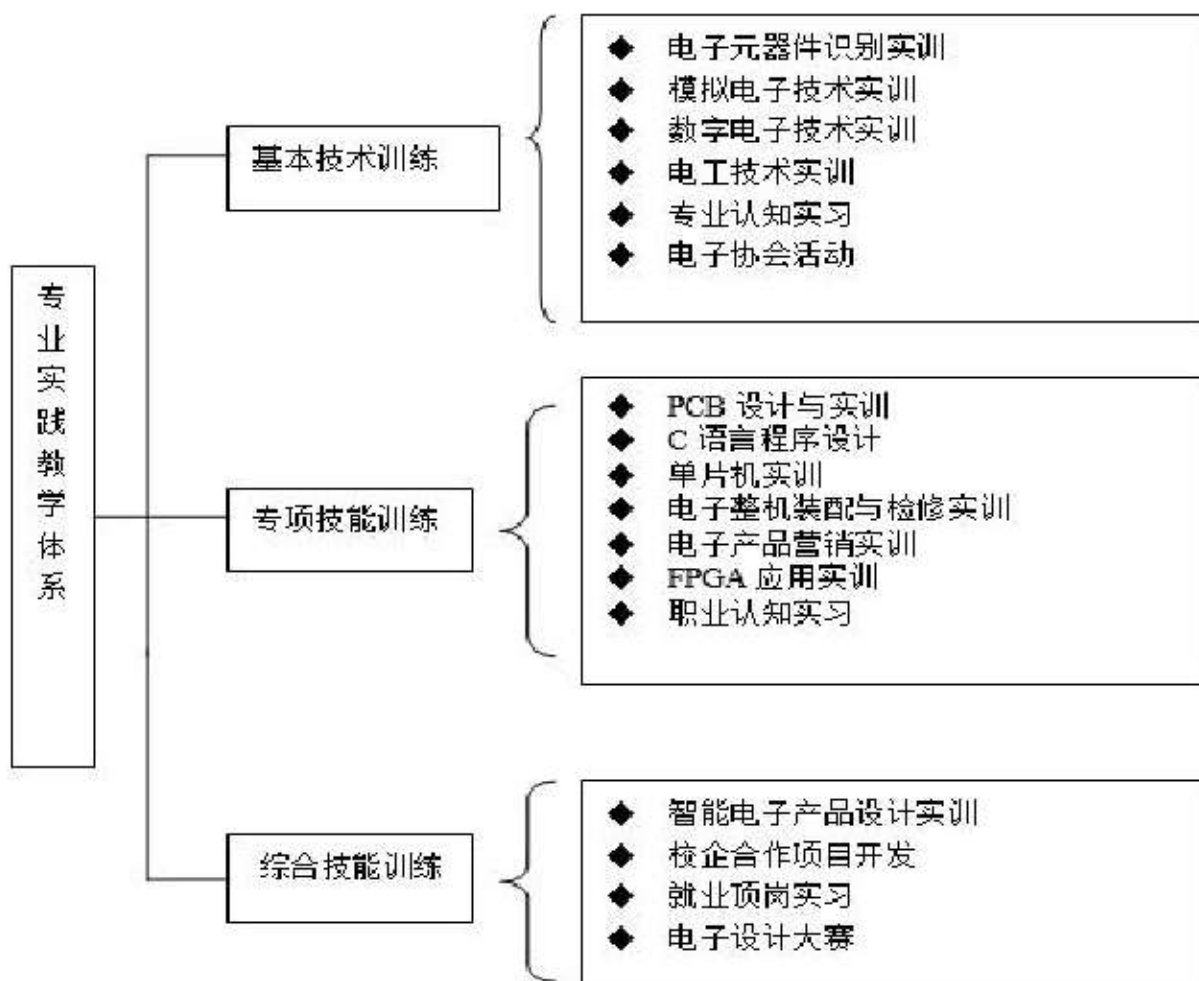 专业实践教学体系
基本技术训练
◆ 电子元器件识别实训
◆ 模拟电子技术实训
◆ 数字电子技术实训
◆ 电工技术实训
◆ 专业认知实习
◆ 电子协会活动
专项技能训练
◆ PCB 设计与实训
◆ C 语言程序设计
◆ 单片机实训
◆ 电子整机装配与检修实训
◆ 电子产品营销实训
◆ FPGA 应用实训
◆ 职业认知实习
综合技能训练
◆ 智能电子产品设计实训
◆ 校企合作项目开发
◆ 就业顶岗实习
◆ 电子设计大赛